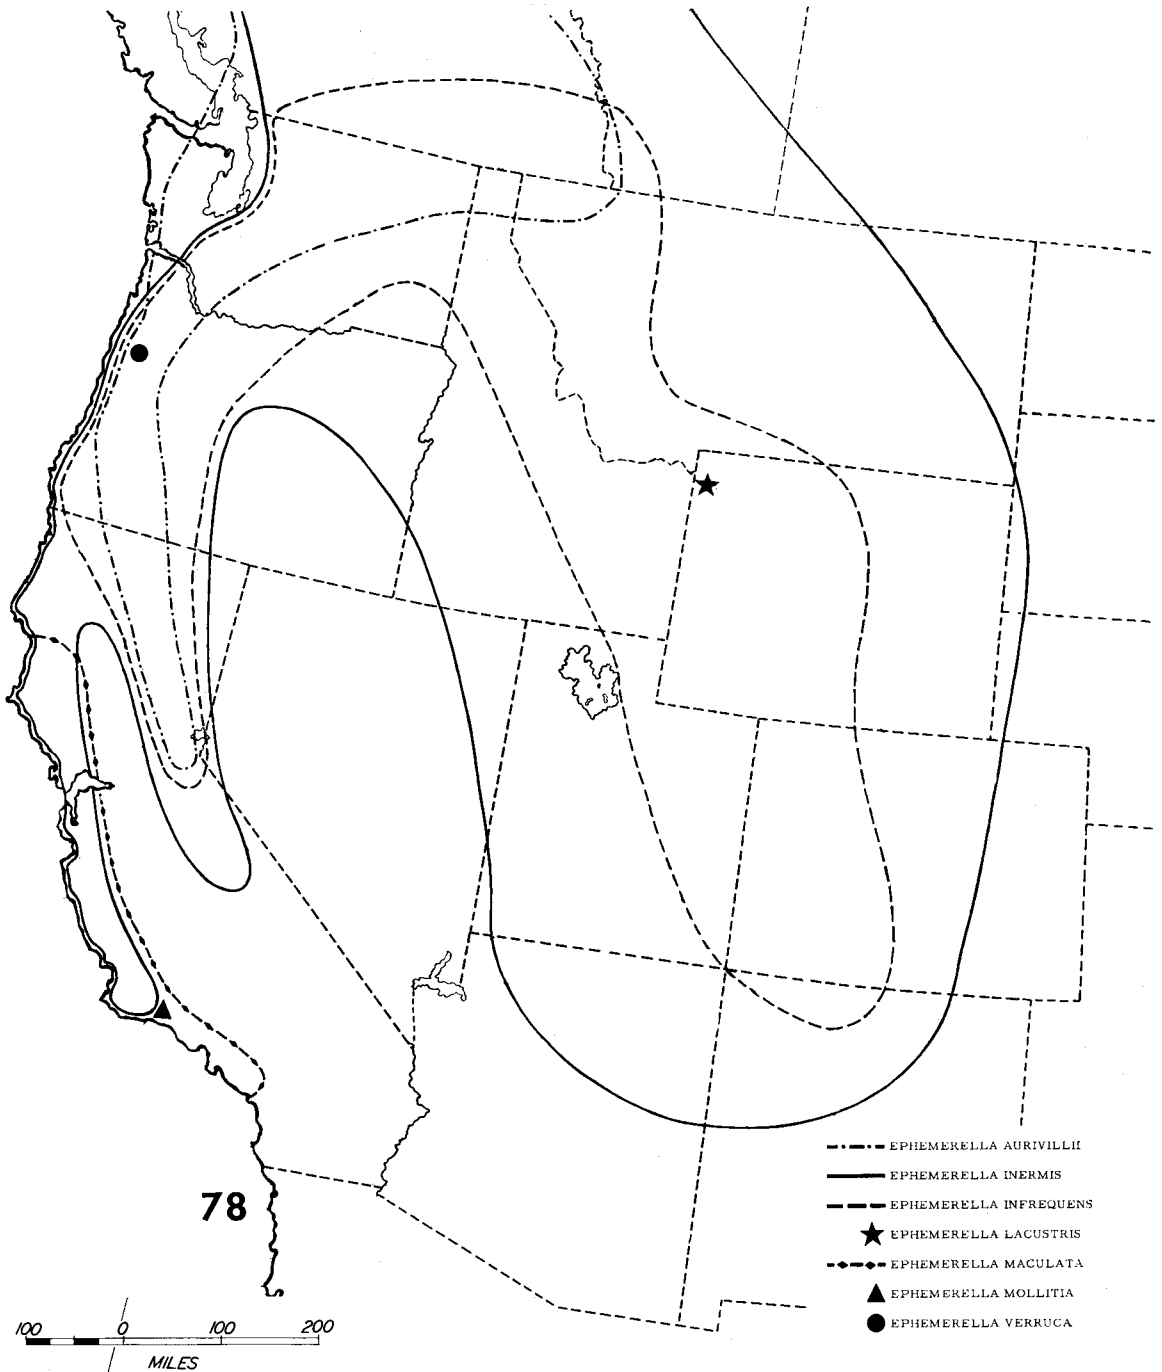 EPHEMERELLA AURIVILLII
EPHEMERELLA INERMIS
EPHEMERELLA INFREQUENS
EPHEMERELLA LACUSTRIS
EPHEMERELLA MACULATA
EPHEMERELLA MOLLITIA
EPHEMERELLA VERRUCA
78
100 0 100 200
MILES